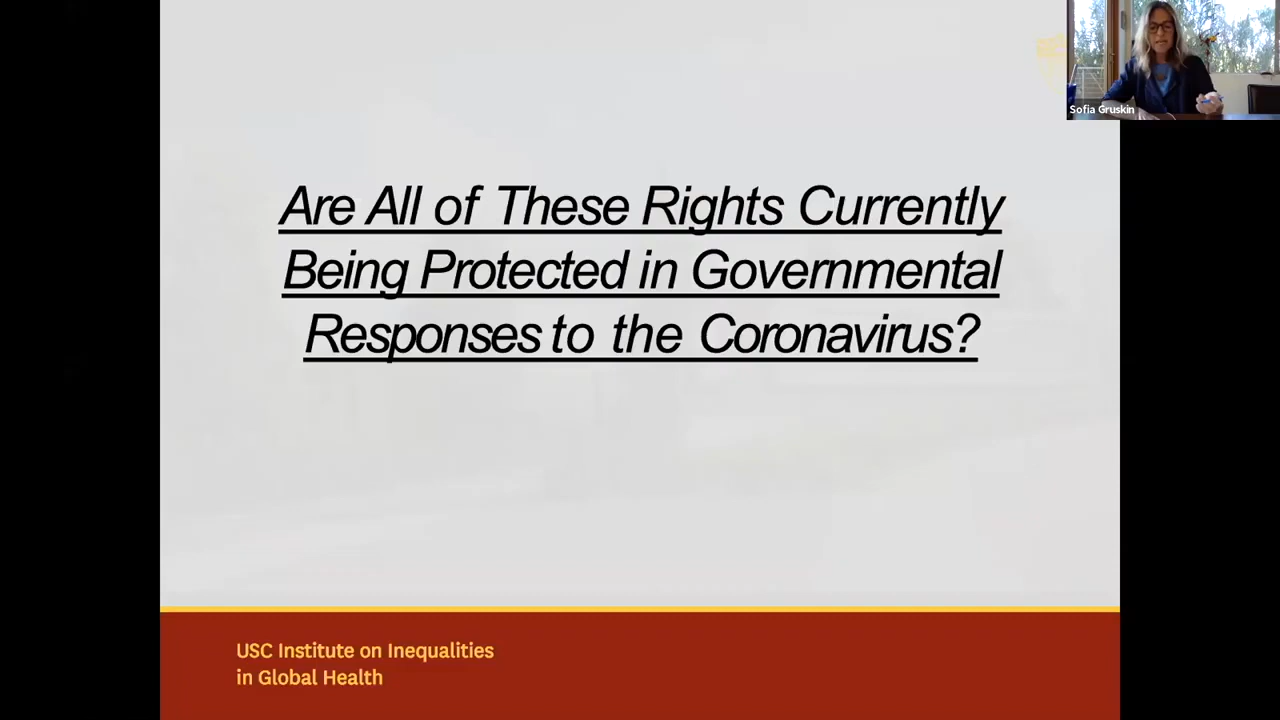 Sofia Gruskin
Are All of These Rights Currently
Being Protected in Governmental
Responses to the Coronavirus?
USC Institute on Inequalities
in Global Health